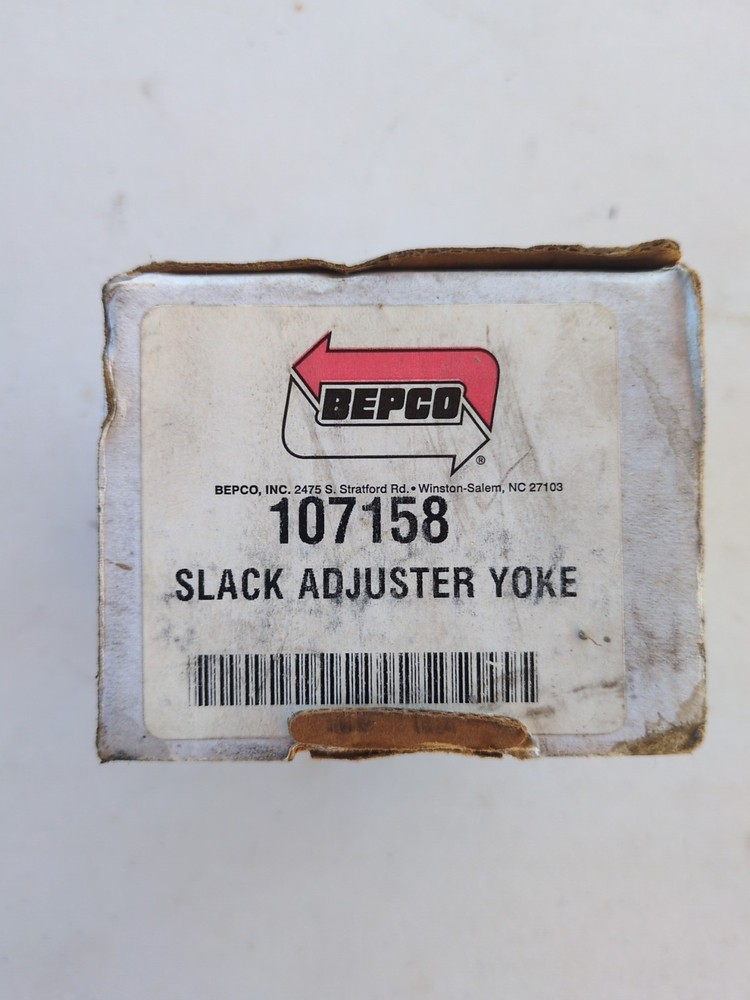 BEPCO
®
BEPCO, INC. 2475 S. Stratford Rd. • Winston-Salem, NC 27103
107158
SLACK ADJUSTER YOKE